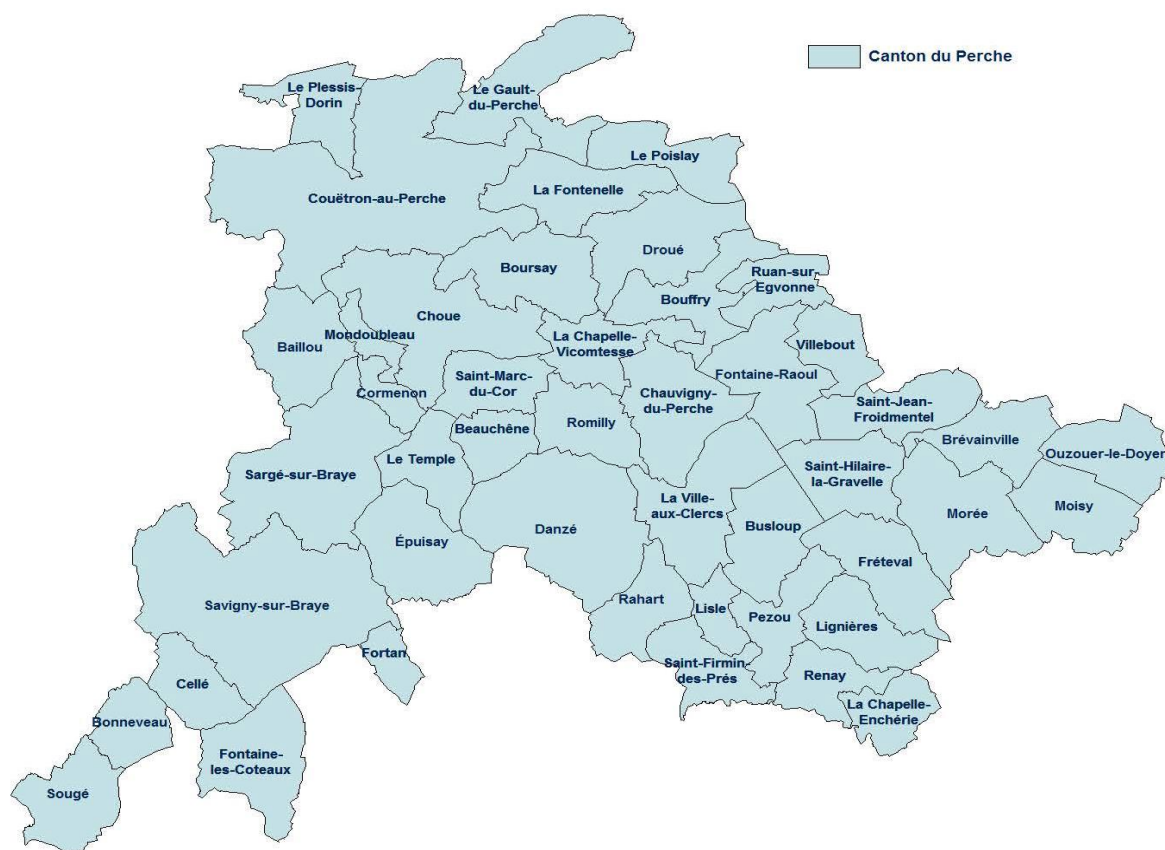 Canton du Perche
Le Plessis-
Dorin
Le Gault-
du-Perche
Le Poislay
La Fontenelle
Couëtron-au-Perche
Droué
Boursay
Ruan-sur-
Egvonne
Bouffry
Choue
Mondoubleau
La Chapelle-
Vicomtesse
Villebout
Baillou
Fontaine-Raoul
Saint-Marc-
du-Cor
Cormenon
Chauvigny-
du-Perche
Saint-Jean-
Froidmentel
Romilly
Beauchêne
Brévainville
Ouzouer-le-Doyen
Le Temple
Sargé-sur-Braye
Saint-Hilaire-
la-Gravelle
La Ville-
aux-Clercs
Morée
Moisy
Busloup
Danzé
Épuisay
Fréteval
Rahart
Lisle
Savigny-sur-Braye
Pezou
Lignières
Fortan
Saint-Firmin-
des-Prés
Renay
Cellé
La Chapelle-
Enchérie
Bonneveau
Fontaine-
les-Coteaux
Sougé